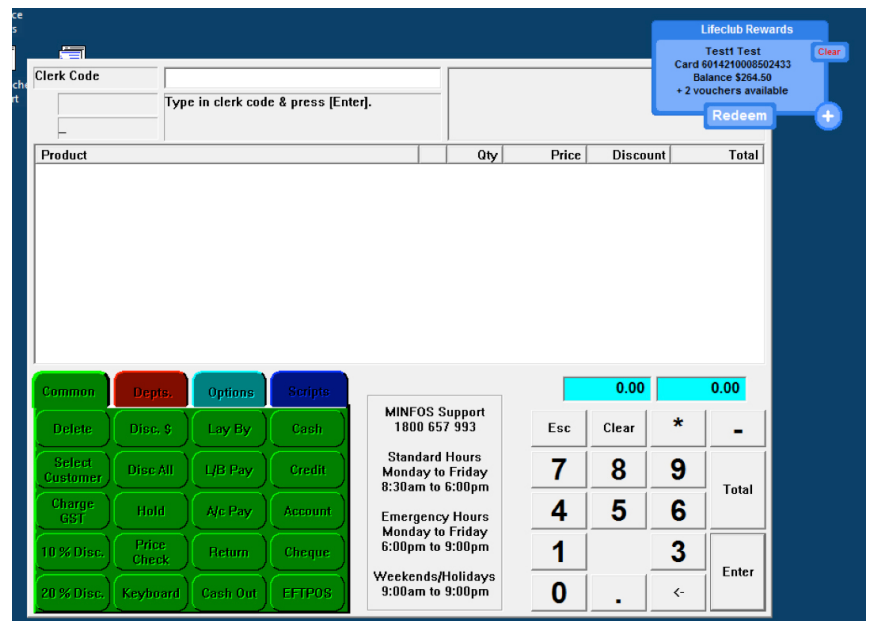 ce
s
che
rt
Lifeclub Rewards
Test1 Test
Clear
Card 6014210008502433
Balance $264.50
+ 2 vouchers available
Redeem
+
Clerk Code
Type in clerk code & press [Enter].
Product Qty Price Discount Total
Common Depts. Options Scripts
Delete Disc. $ Lay By Cash
Select Customer Disc All L/B Pay Credit
Charge GST Hold A/c Pay Account
10 % Disc. Price Check Return Cheque
20 % Disc. Keyboard Cash Out EFTPOS
MINFOS Support
1800 657 993
Standard Hours
Monday to Friday
8:30am to 6:00pm
Emergency Hours
Monday to Friday
6:00pm to 9:00pm
Weekends/Holidays
9:00am to 9:00pm
0.00 0.00
Esc Clear * -
7 8 9 Total
4 5 6
1 3 Enter
0 . <-